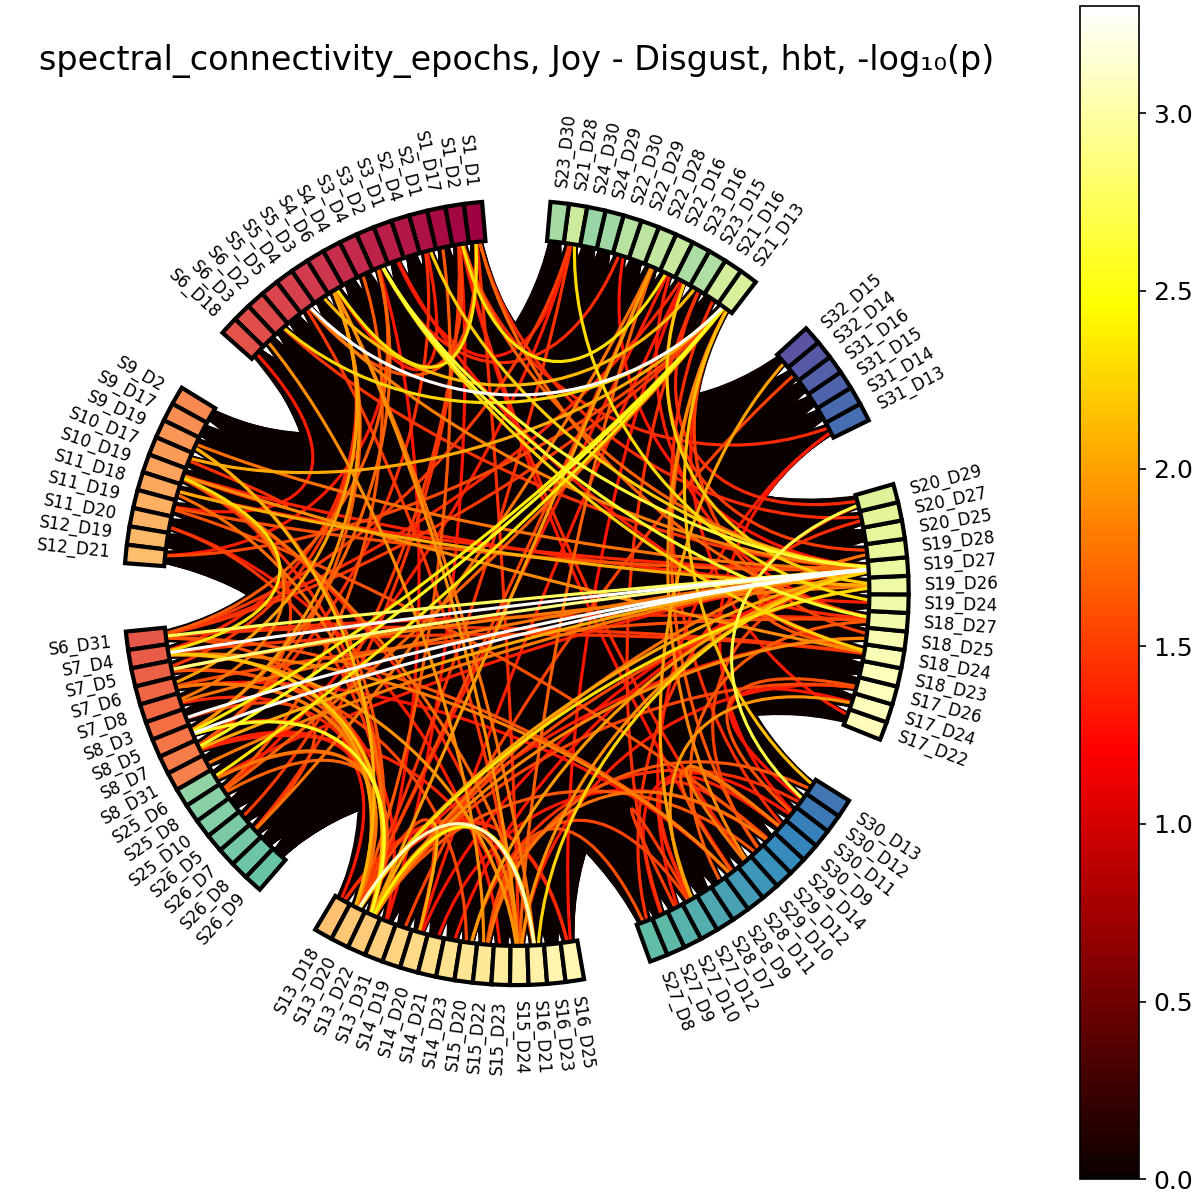 spectral_connectivity_epochs, Joy - Disgust, hbt, -log₁₀(p)
S1_D1
S1_D2
S1_D17
S2_D1
S2_D4
S3_D1
S3_D2
S3_D4
S4_D4
S4_D6
S5_D3
S5_D4
S5_D5
S6_D2
S6_D3
S6_D18
S9_D2
S9_D17
S9_D19
S10_D17
S10_D19
S11_D18
S11_D19
S11_D20
S12_D19
S12_D21
S6_D31
S7_D4
S7_D5
S7_D6
S7_D8
S8_D3
S8_D5
S8_D7
S8_D31
S25_D6
S25_D8
S25_D10
S26_D5
S26_D7
S26_D8
S26_D9
S13_D18
S13_D20
S13_D22
S13_D31
S14_D19
S14_D20
S14_D21
S14_D23
S15_D20
S15_D22
S15_D23
S15_D24
S16_D21
S16_D23
S16_D25
S27_D8
S27_D9
S27_D10
S27_D12
S28_D7
S28_D9
S28_D11
S29_D10
S29_D12
S29_D14
S30_D9
S30_D11
S30_D12
S30_D13
S17_D22
S17_D24
S17_D26
S18_D23
S18_D24
S18_D25
S18_D27
S19_D24
S19_D26
S19_D27
S19_D28
S20_D25
S20_D27
S20_D29
S31_D13
S31_D14
S31_D15
S31_D16
S32_D14
S32_D15
S21_D13
S21_D16
S23_D15
S23_D16
S22_D16
S22_D28
S22_D29
S22_D30
S24_D29
S24_D30
S21_D28
S23_D30
3.0
2.5
2.0
1.5
1.0
0.5
0.0